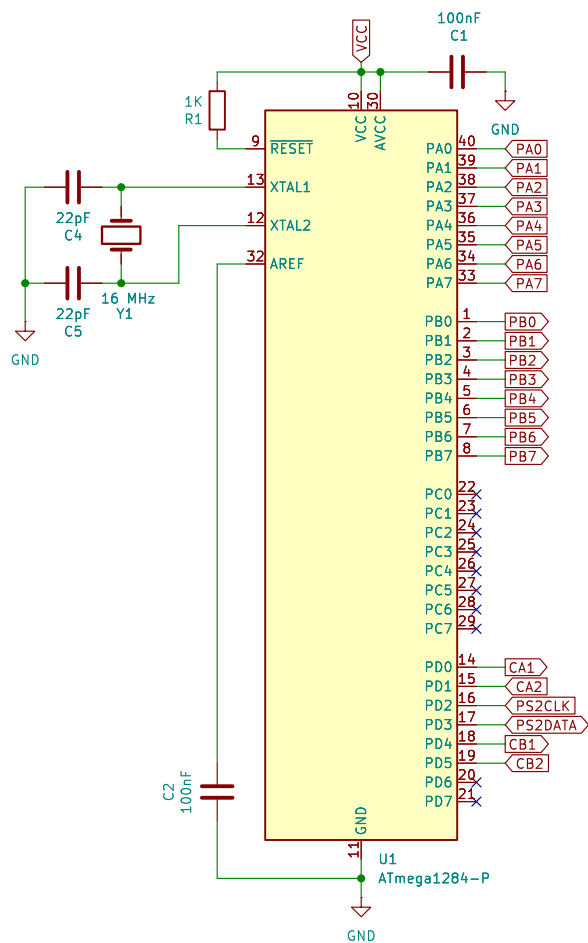 100nF
C1
VCC
1K
R1
10
30
VCC
AVCC
GND
9
RESET
PA0
40
PA0
PA1
39
PA1
13
XTAL1
PA2
38
PA2
PA3
37
PA3
22pF
C4
12
XTAL2
PA4
36
PA4
PA5
35
PA5
32
AREF
PA6
34
PA6
PA7
33
PA7
16 MHz
Y1
22pF
C5
GND
PB0
1
PB0
PB1
2
PB1
PB2
3
PB2
PB3
4
PB3
PB4
5
PB4
PB5
6
PB5
PB6
7
PB6
PB7
8
PB7
PC0
22
PC1
23
PC2
24
PC3
25
PC4
26
PC5
27
PC6
28
PC7
29
PD0
14
CA1
PD1
15
CA2
PD2
16
PS2CLK
PD3
17
PS2DATA
PD4
18
CB1
PD5
19
CB2
PD6
20
PD7
21
C2
100nF
GND
11
U1
ATmega1284-P
GND